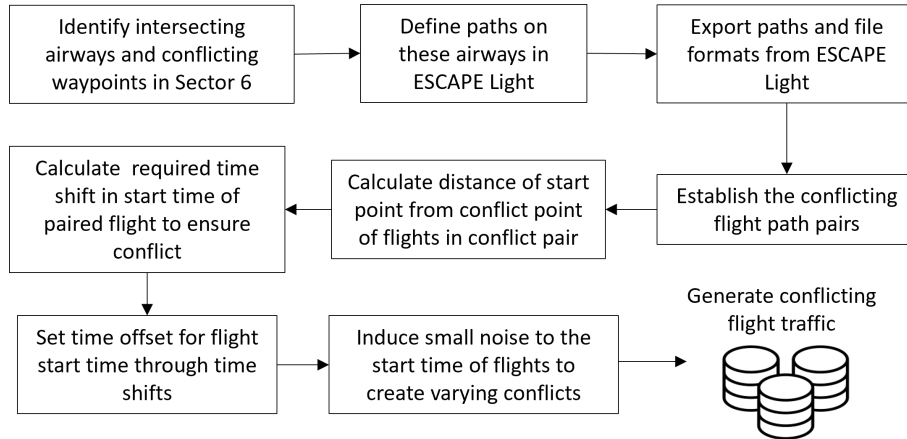 Identify intersecting
airways and conflicting
waypoints in Sector 6
Define paths on
these airways in
ESCAPE Light
Export paths and file
formats from ESCAPE
Light
Establish the conflicting
flight path pairs
Calculate distance of start
point from conflict point
of flights in conflict pair
Calculate required time
shift in start time of
paired flight to ensure
conflict
Set time offset for flight
start time through time
shifts
Induce small noise to the
start time of flights to
create varying conflicts
Generate conflicting
flight traffic